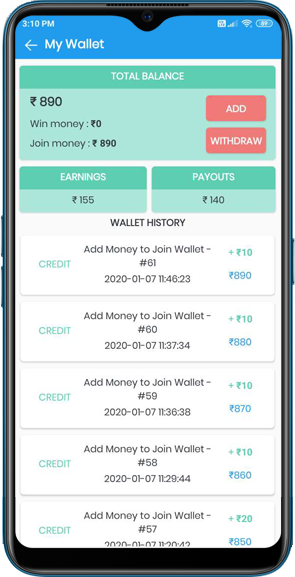 3:10 PM
My Wallet
TOTAL BALANCE
₹ 890
ADD
Win money : ₹0
Join money : ₹ 890
WITHDRAW
EARNINGS
PAYOUTS
₹ 155
₹ 140
WALLET HISTORY
Add Money to Join Wallet -
#61
CREDIT
+ ₹10
2020-01-07 11:46:23
₹890
Add Money to Join Wallet -
#60
CREDIT
+ ₹10
2020-01-07 11:37:34
₹880
Add Money to Join Wallet -
#59
CREDIT
+ ₹10
2020-01-07 11:36:38
₹870
Add Money to Join Wallet -
#58
CREDIT
+ ₹10
2020-01-07 11:29:44
₹860
Add Money to Join Wallet -
#57
CREDIT
+ ₹20
2020-01-07 11:20:42
₹850